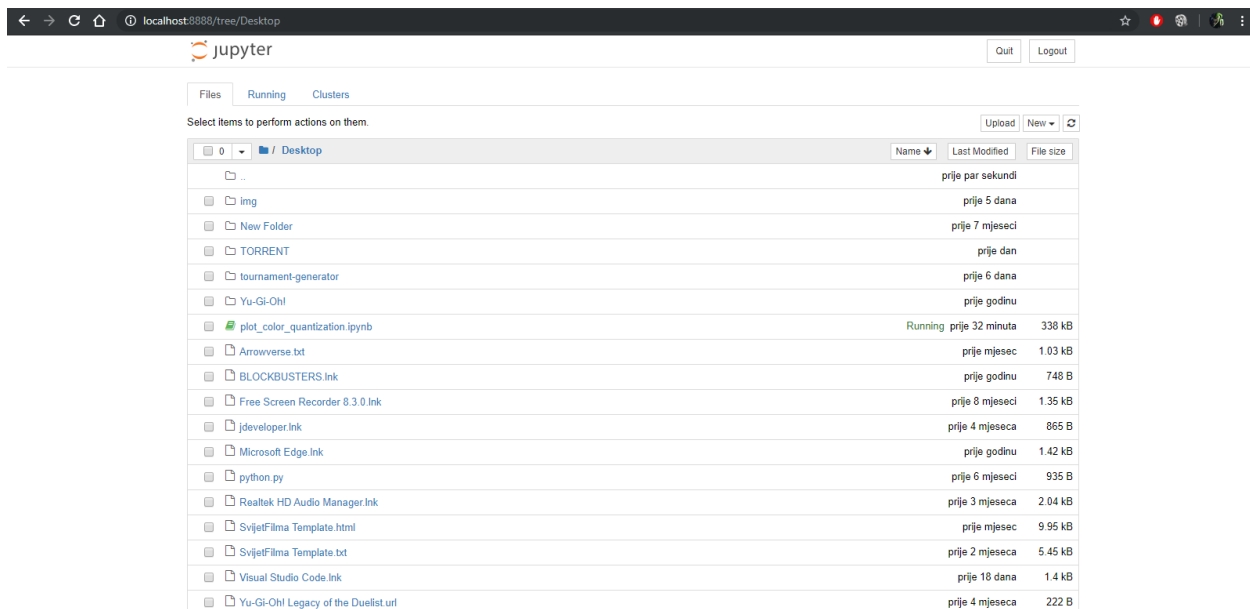 localhost:8888/tree/Desktop
jupyter Quit Logout
Files Running Clusters
Select items to perform actions on them. Upload New
0 / Desktop Name Last Modified File size
.. prije par sekundi
img prije 5 dana
New Folder prije 7 mjeseci
TORRENT prije dan
tournament-generator prije 6 dana
Yu-Gi-Oh! prije godinu
plot_color_quantization.ipynb Running prije 32 minuta 338 kB
Arrowverse.txt prije mjesec 1.03 kB
BLOCKBUSTERS.lnk prije godinu 748 B
Free Screen Recorder 8.3.0.lnk prije 8 mjeseci 1.35 kB
jdeveloper.lnk prije 4 mjeseca 865 B
Microsoft Edge.lnk prije godinu 1.42 kB
python.py prije 6 mjeseci 935 B
Realtek HD Audio Manager.lnk prije 3 mjeseca 2.04 kB
SvijetFilma Template.html prije mjesec 9.95 kB
SvijetFilma Template.txt prije 2 mjeseca 5.45 kB
Visual Studio Code.lnk prije 18 dana 1.4 kB
Yu-Gi-Oh! Legacy of the Duelist.url prije 4 mjeseca 222 B